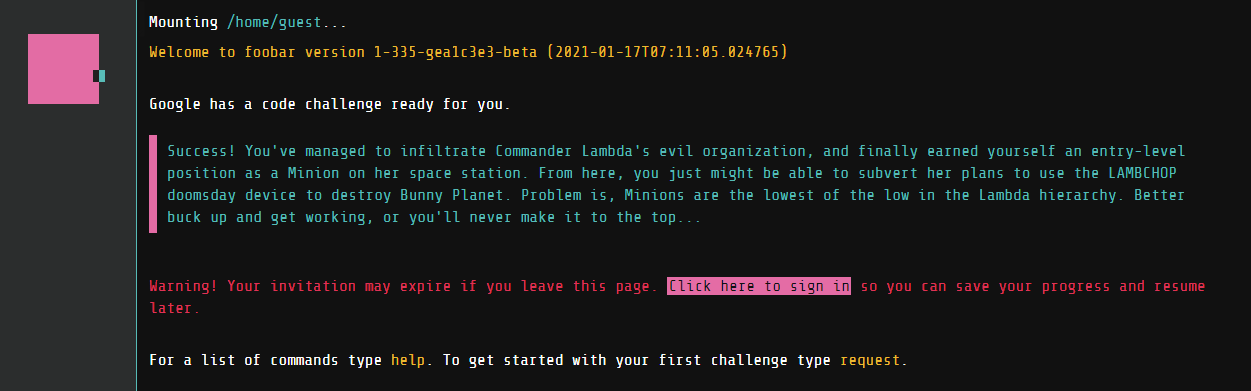 Mounting /home/guest...
Welcome to foobar version 1-335-gea1c3e3-beta (2021-01-17T07:11:05.024765)
Google has a code challenge ready for you.
Success! You've managed to infiltrate Commander Lambda's evil organization, and finally earned yourself an entry-level
position as a Minion on her space station. From here, you just might be able to subvert her plans to use the LAMBCHOP
doomsday device to destroy Bunny Planet. Problem is, Minions are the lowest of the low in the Lambda hierarchy. Better
buck up and get working, or you'll never make it to the top...
Warning! Your invitation may expire if you leave this page. Click here to sign in so you can save your progress and resume
later.
For a list of commands type help. To get started with your first challenge type request.